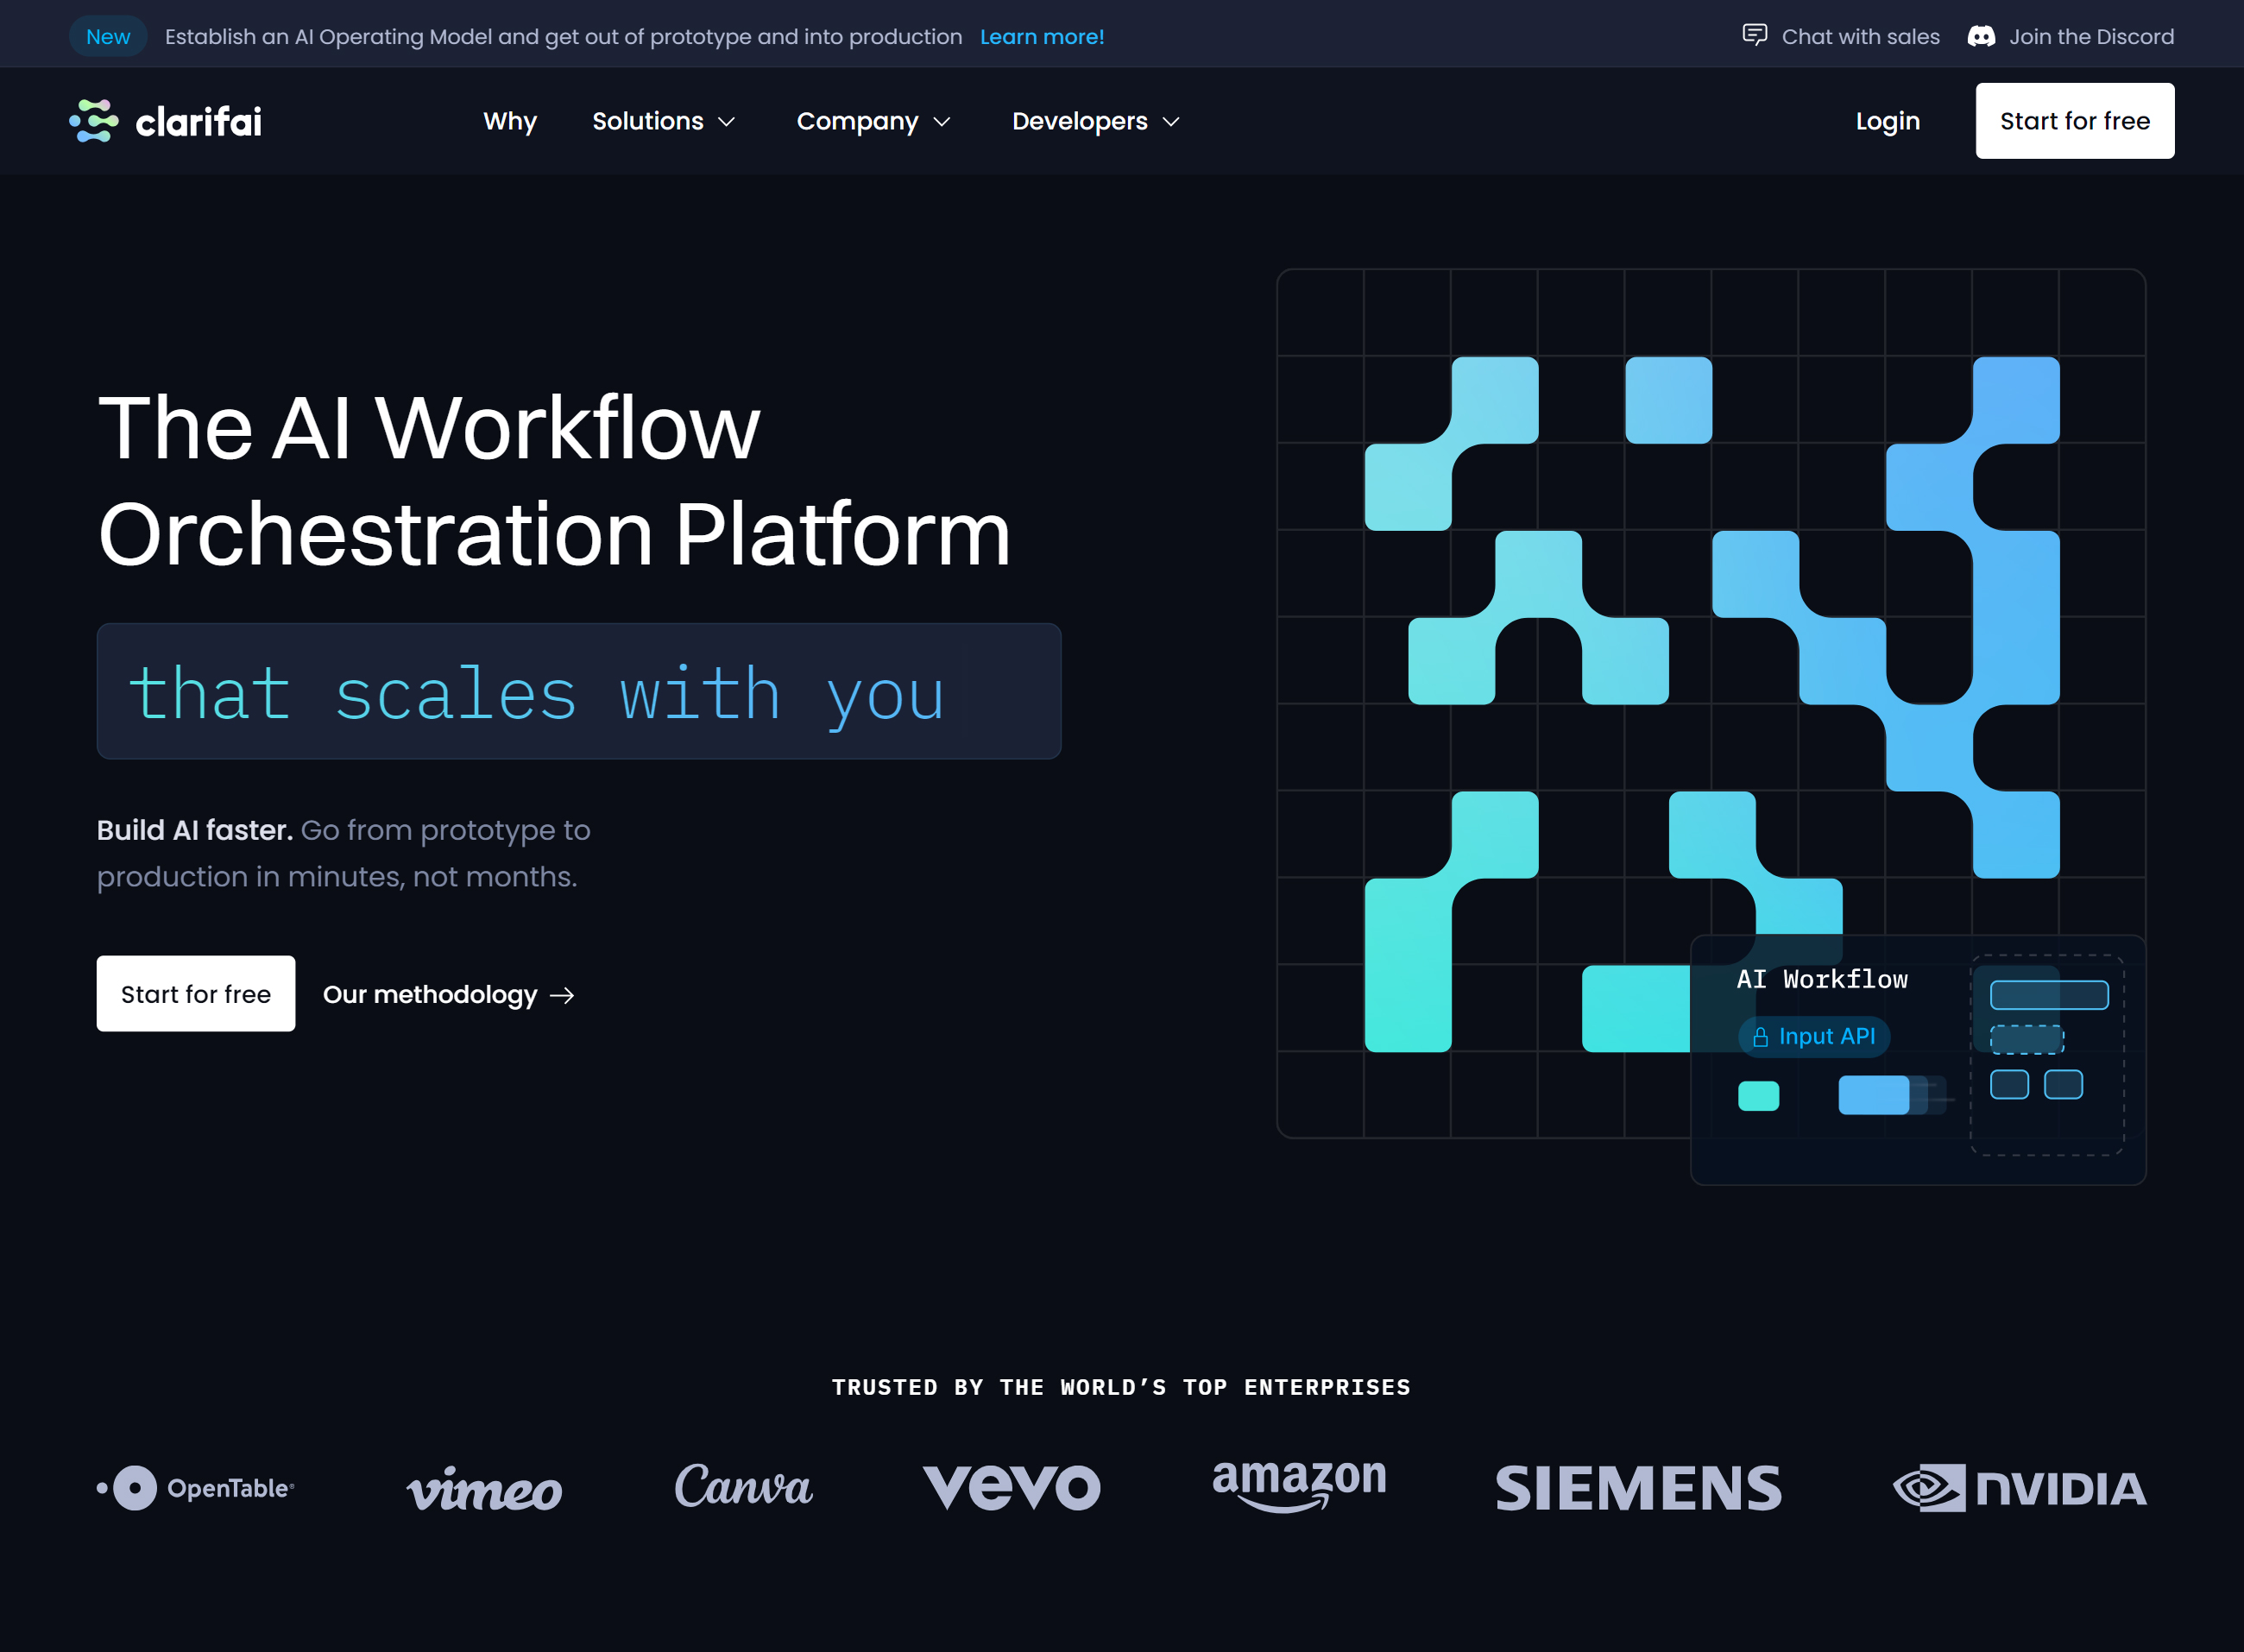 New Establish an AI Operating Model and get out of prototype and into production Learn more! Chat with sales Join the Discord
clarifai Why Solutions Company Developers Login Start for free
The AI Workflow
Orchestration Platform
that scales with you
Build AI faster. Go from prototype to
production in minutes, not months.
Start for free Our methodology →
AI Workflow
Input API
TRUSTED BY THE WORLD’S TOP ENTERPRISES
OpenTable® vimeo Canva vevo amazon SIEMENS NVIDIA